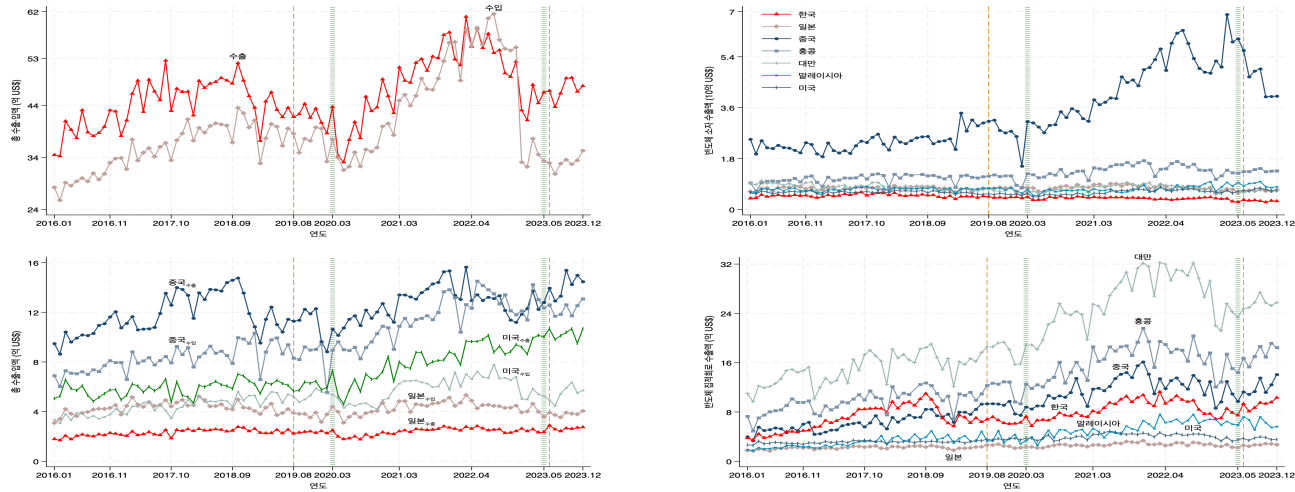 총 수출·입액 (억 US$)
62
53
44
34
24
수출
수입
2016.01
2016.11
2017.10
2018.09
2019.08
2020.03
2021.03
2022.04
2023.05
2023.12
연도
반도체 소자 수출액 (10억 US$)
7
5.4
3.6
1.8
0
한국
일본
중국
홍콩
대만
말레이시아
미국
2016.01
2016.11
2017.10
2018.09
2019.08
2020.03
2021.03
2022.04
2023.05
2023.12
연도
총 수출·입액 (억 US$)
16
12
8
4
0
중국수출
중국수입
미국수출
미국수입
일본수입
일본수출
2016.01
2016.11
2017.10
2018.09
2019.08
2020.03
2021.03
2022.04
2023.05
2023.12
연도
반도체 집적회로 수출액 (억 US$)
32
24
16
8
0
대만
홍콩
중국
한국
말레이시아
미국
일본
2016.01
2016.11
2017.10
2018.09
2019.08
2020.03
2021.03
2022.04
2023.05
2023.12
연도